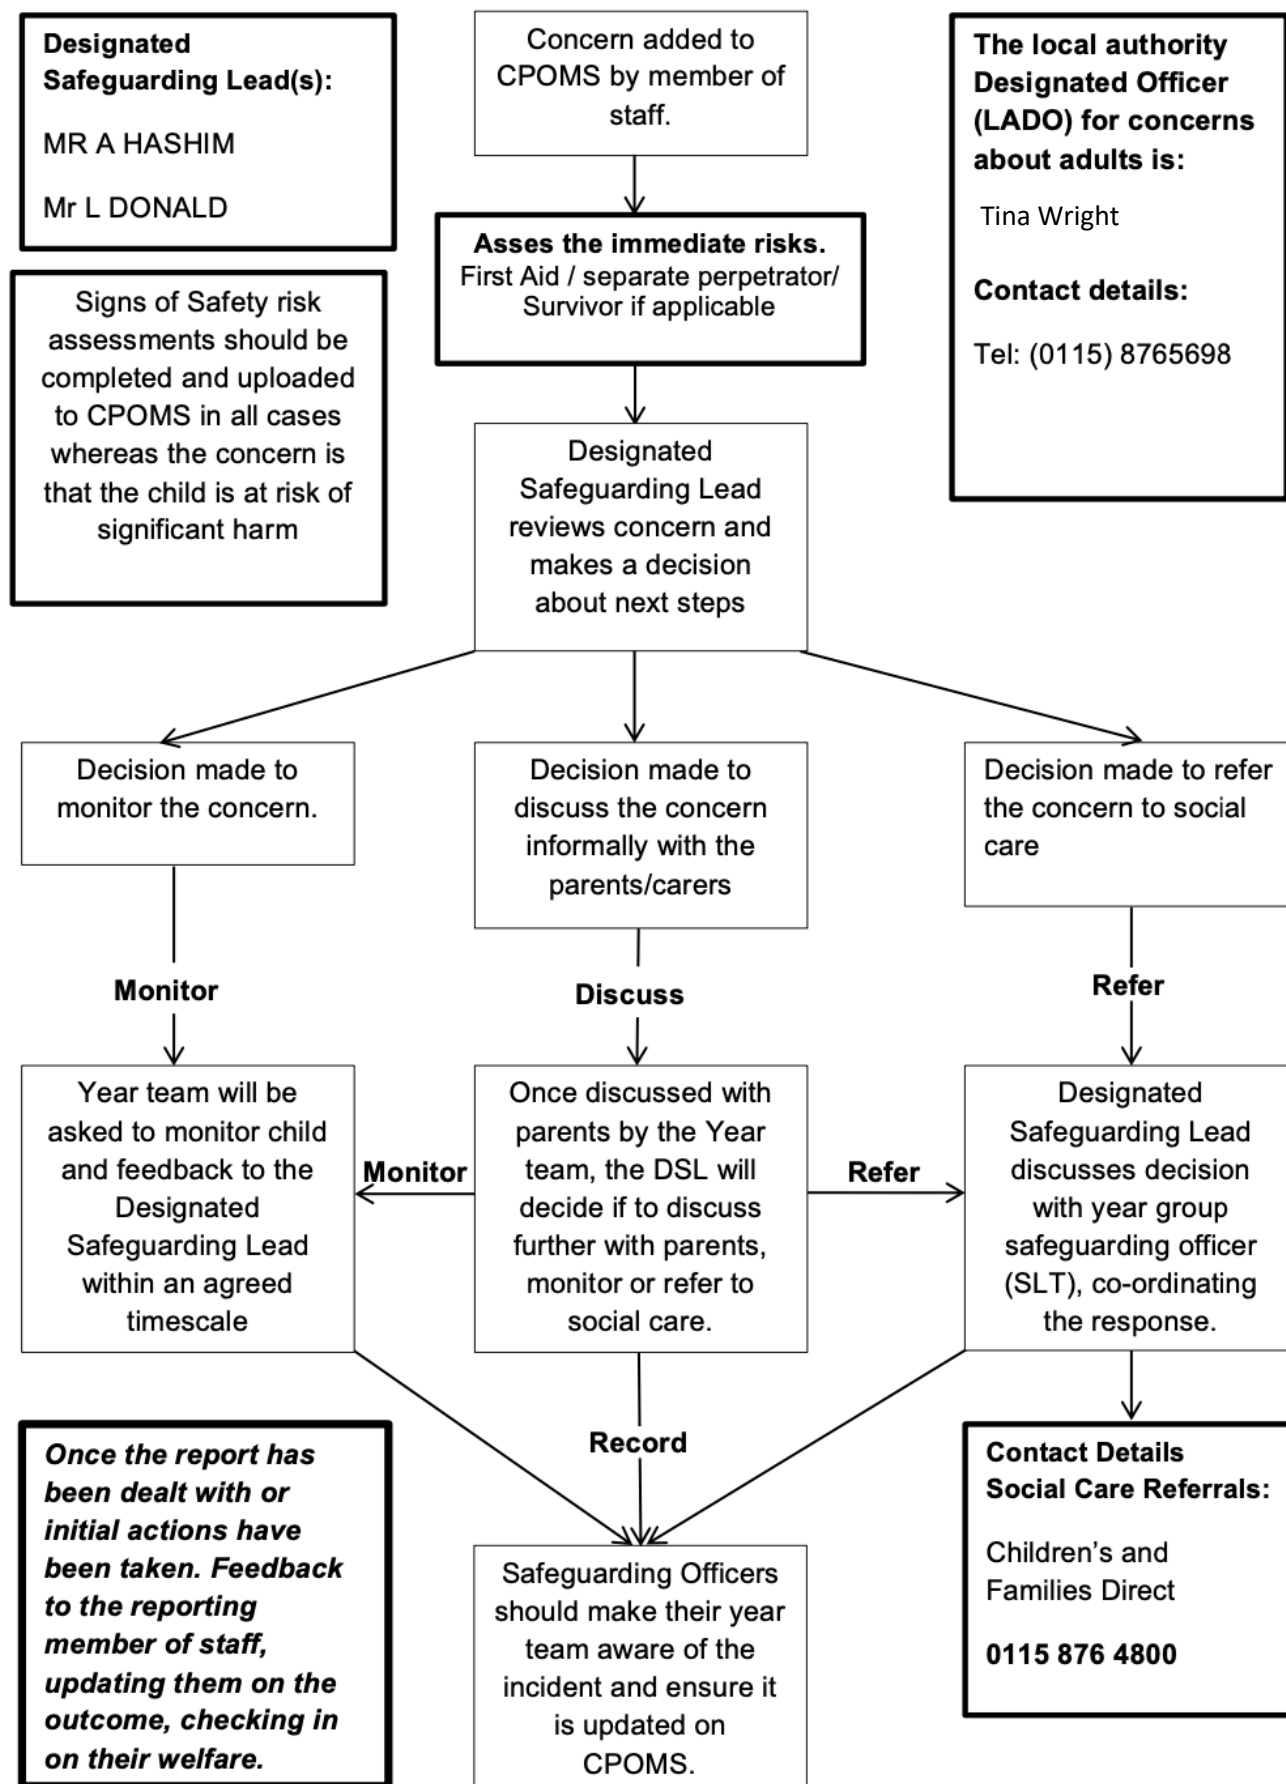 Designated
Safeguarding Lead(s):
MR A HASHIM
Mr L DONALD
Concern added to
CPOMS by member of
staff.
The local authority
Designated Officer
(LADO) for concerns
about adults is:
Tina Wright
Contact details:
Tel: (0115) 8765698
Asses the immediate risks.
First Aid / separate perpetrator/
Survivor if applicable
Signs of Safety risk
assessments should be
completed and uploaded
to CPOMS in all cases
whereas the concern is
that the child is at risk of
significant harm
Designated
Safeguarding Lead
reviews concern and
makes a decision
about next steps
Decision made to
monitor the concern.
Decision made to
discuss the concern
informally with the
parents/carers
Decision made to refer
the concern to social
care
Monitor
Discuss
Refer
Year team will be
asked to monitor child
and feedback to the
Designated
Safeguarding Lead
within an agreed
timescale
Monitor
Once discussed with
parents by the Year
team, the DSL will
decide if to discuss
further with parents,
monitor or refer to
social care.
Refer
Designated
Safeguarding Lead
discusses decision
with year group
safeguarding officer
(SLT), co-ordinating
the response.
Record
Once the report has
been dealt with or
initial actions have
been taken. Feedback
to the reporting
member of staff,
updating them on the
outcome, checking in
on their welfare.
Safeguarding Officers
should make their year
team aware of the
incident and ensure it
is updated on
CPOMS.
Contact Details
Social Care Referrals:
Children's and
Families Direct
0115 876 4800